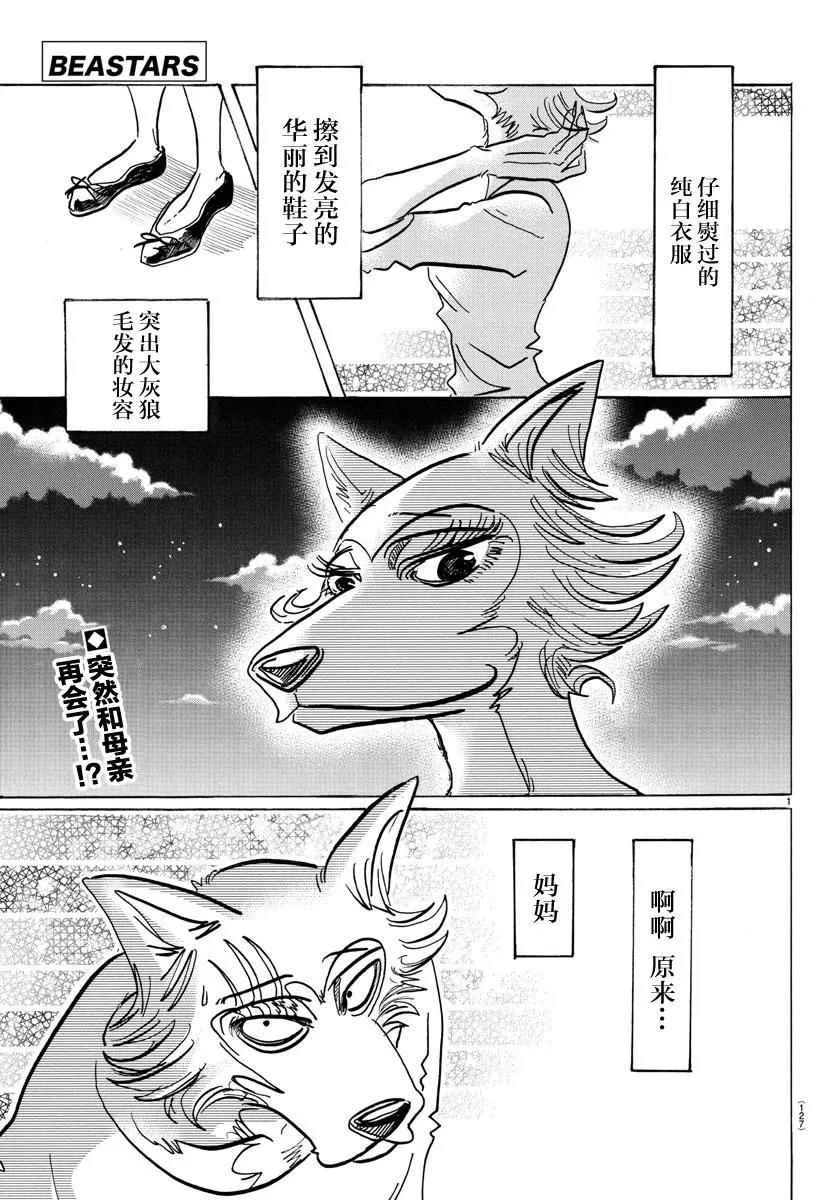 BEASTARS
仔细熨过的
纯白衣服
擦到发亮的
华丽的鞋子
突出大灰狼
毛发的妆容
◆突然和母亲
再会了…!?
1
啊啊 原来…
妈妈
(127)